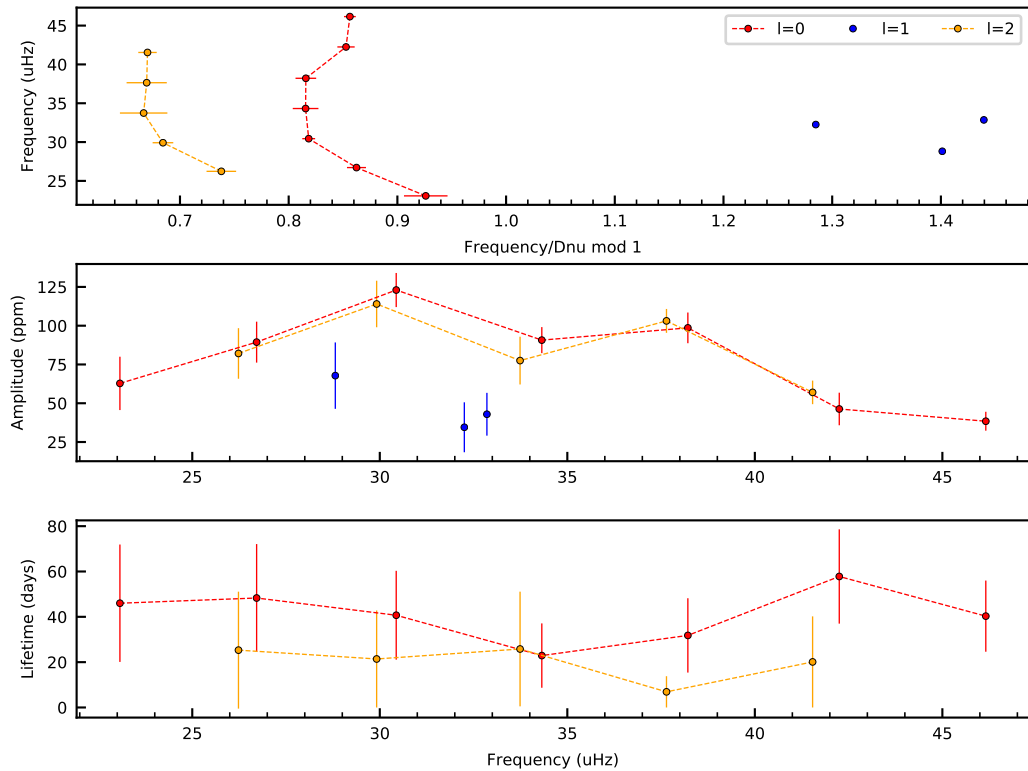 l=0 l=1 l=2
Frequency (uHz)
45
40
35
30
25
0.7 0.8 0.9 1.0 1.1 1.2 1.3 1.4
Frequency/Dnu mod 1
Amplitude (ppm)
125
100
75
50
25
25 30 35 40 45
Lifetime (days)
80
60
40
20
0
25 30 35 40 45
Frequency (uHz)